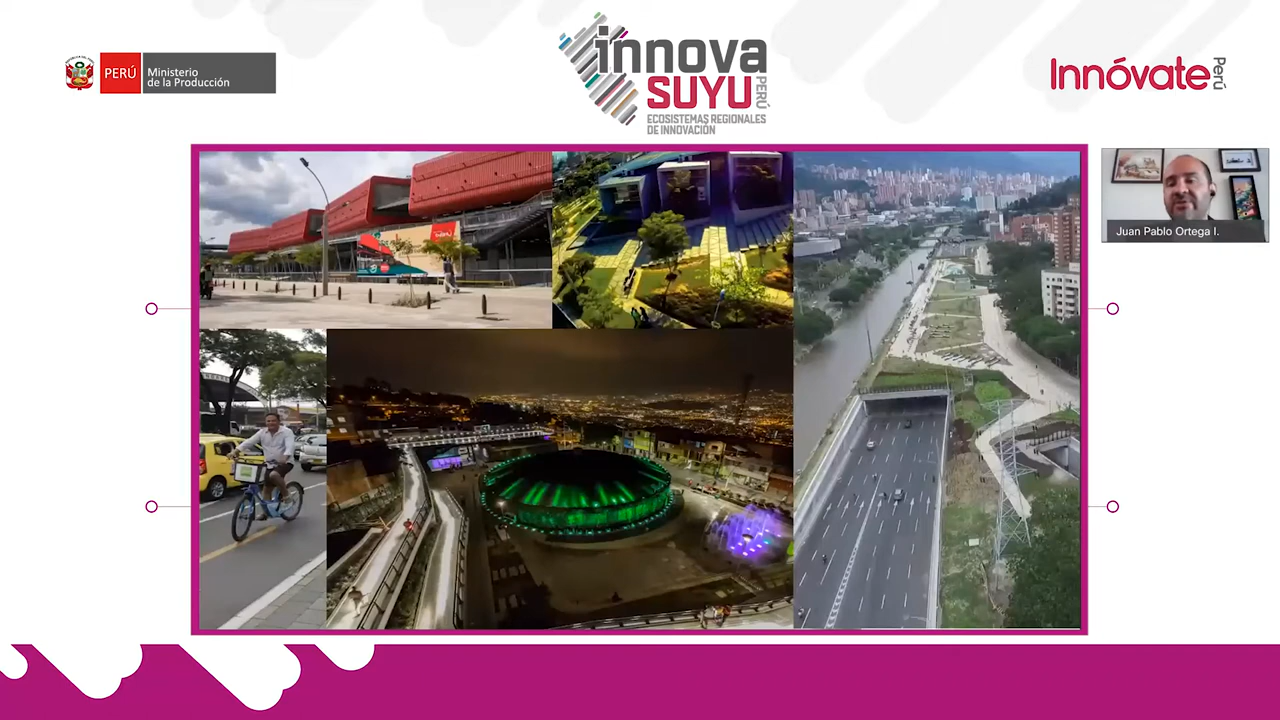 PERÚ
Ministerio
de la Producción
innova
SUYU
PERÚ
ECOSISTEMAS REGIONALES
DE INNOVACIÓN
Innóvate
Perú
Juan Pablo Ortega I.